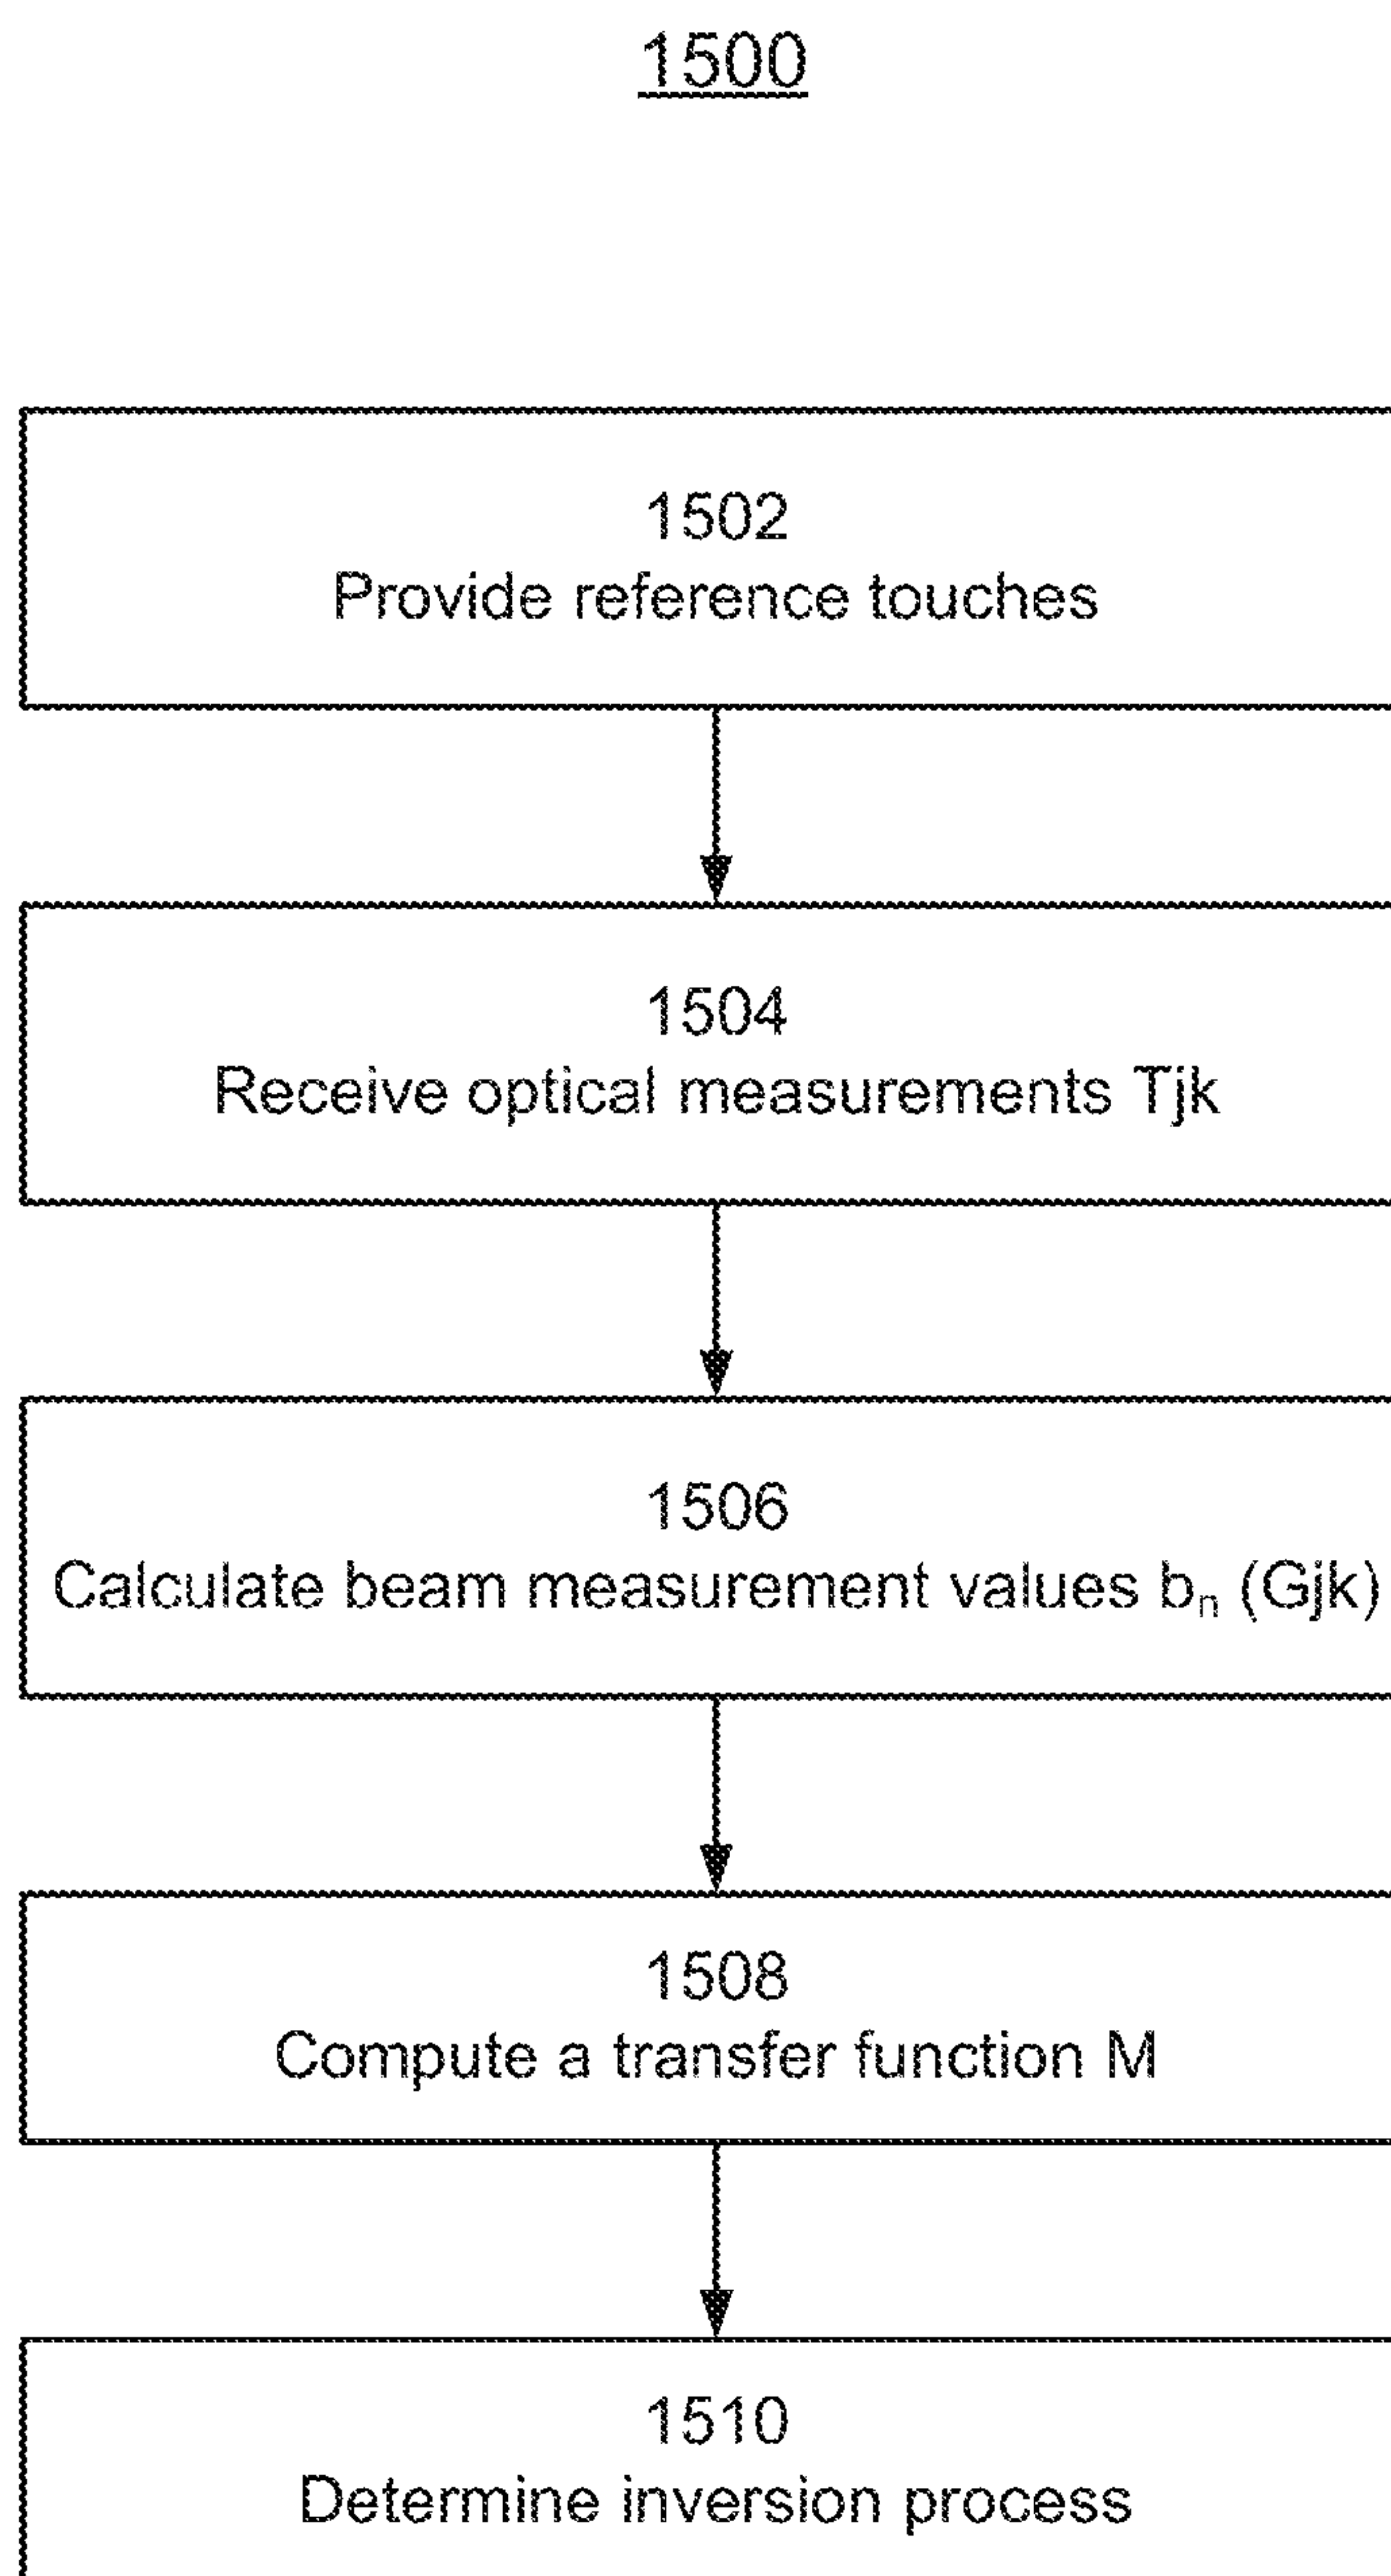 1500
1502
Provide reference touches
1504
Receive optical measurements Tjk
1506
Calculate beam measurement values bₙ (Gjk)
1508
Compute a transfer function M
1510
Determine inversion process